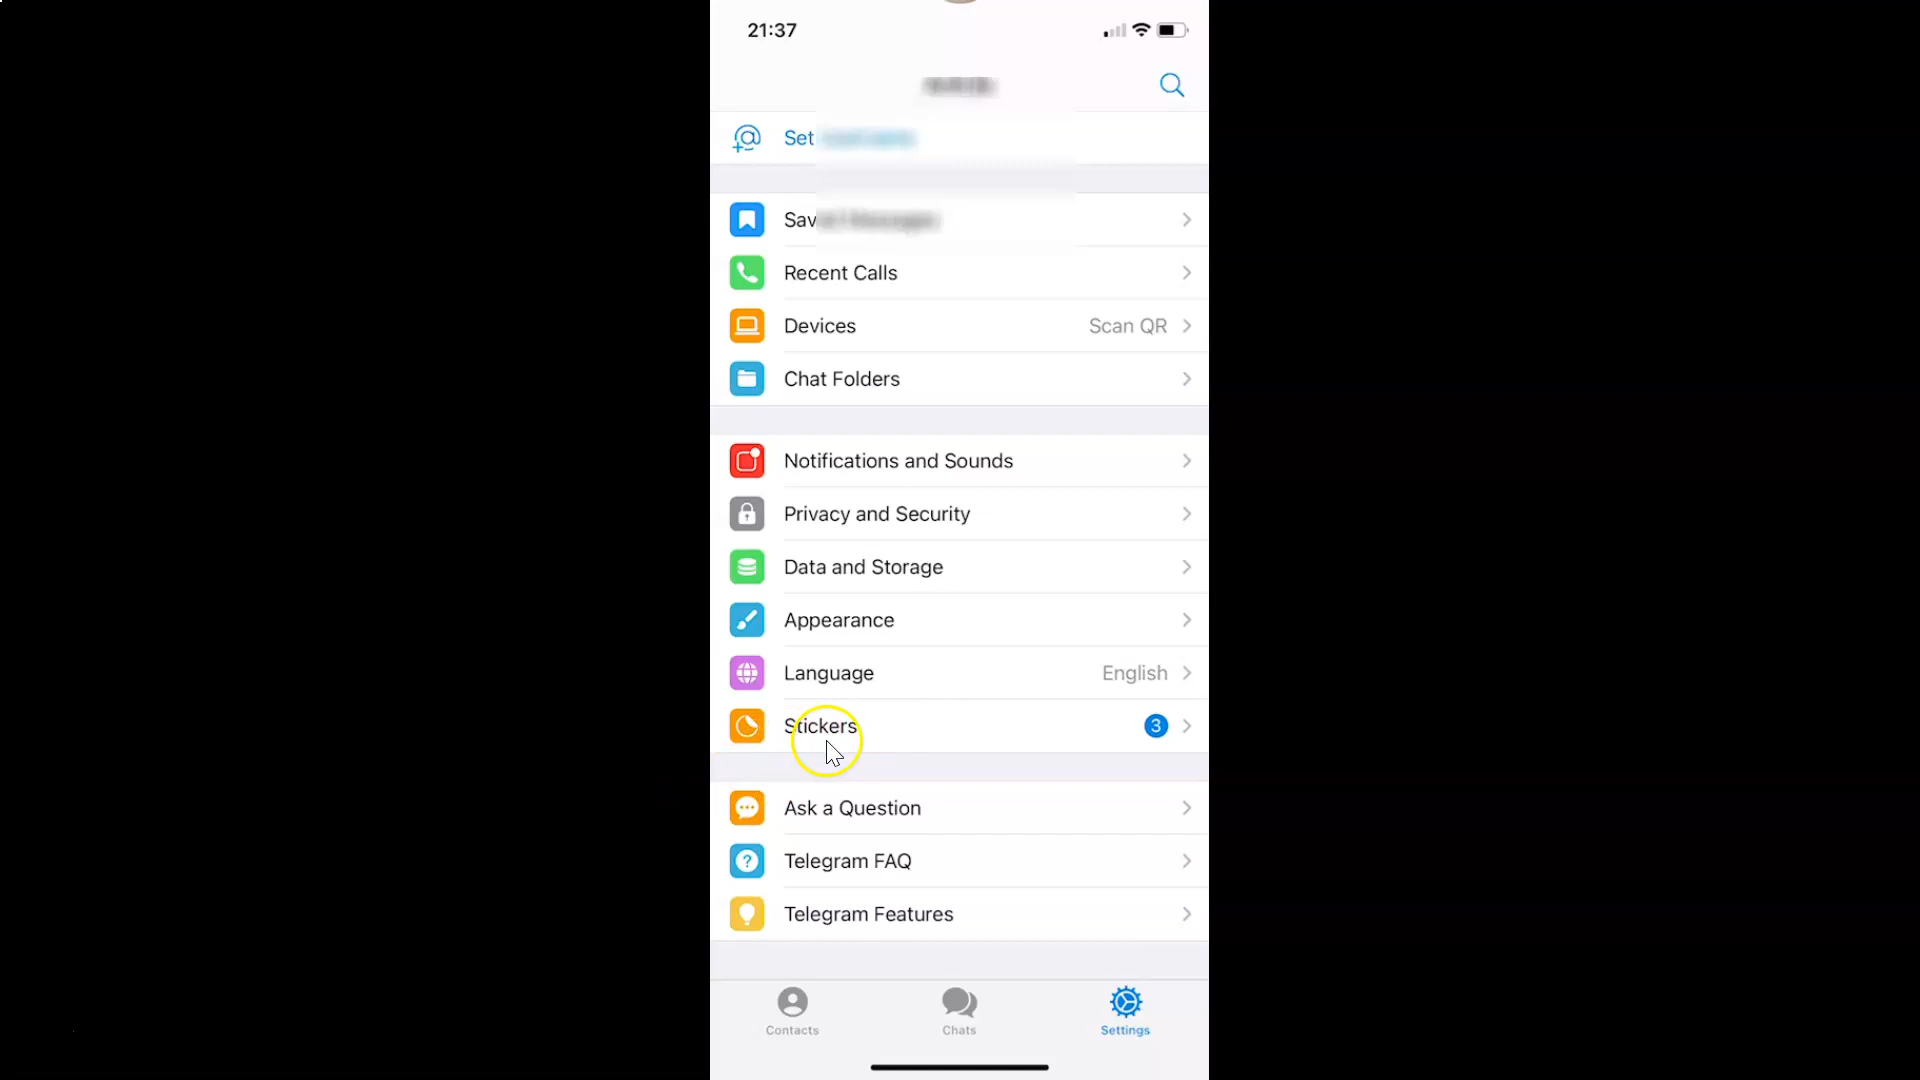 21:37
Set
Sav
Recent Calls
Devices
Scan QR
Chat Folders
Notifications and Sounds
Privacy and Security
Data and Storage
Appearance
Language
English
Stickers
3
Ask a Question
Telegram FAQ
Telegram Features
Contacts
Chats
Settings